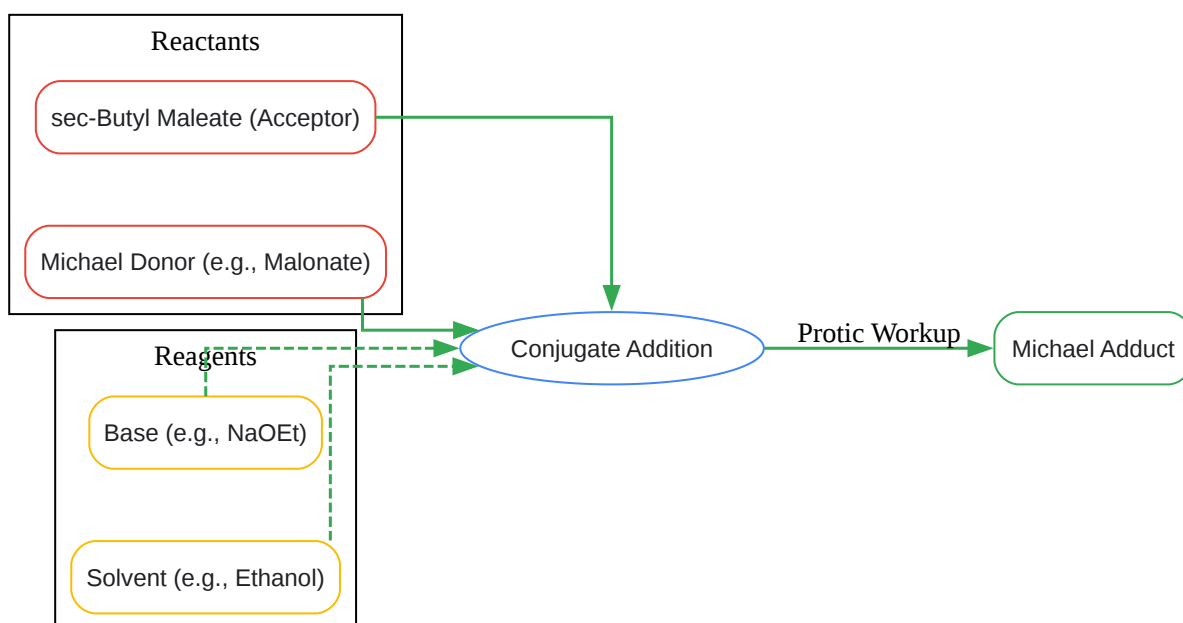 Reactants
sec-Butyl Maleate (Acceptor)
Michael Donor (e.g., Malonate)
Reagents
Base (e.g., NaOEt)
Solvent (e.g., Ethanol)
Conjugate Addition
Protic Workup
Michael Adduct